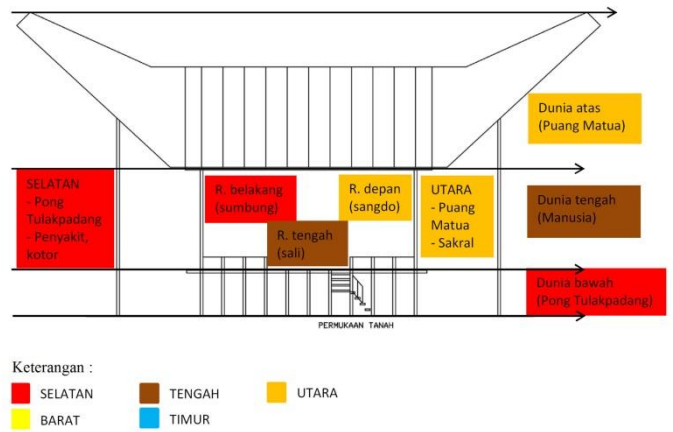 Dunia atas
(Puang Matua)
SELATAN
- Pong
Tulakpadang
- Penyakit,
kotor
R. belakang
(sumbung)
R. tengah
(sali)
R. depan
(sangdo)
UTARA
- Puang
Matua
- Sakral
Dunia tengah
(Manusia)
Dunia bawah
(Pong Tulakpadang)
PERMUKAAN TANAH
Keterangan :
SELATAN
TENGAH
UTARA
BARAT
TIMUR